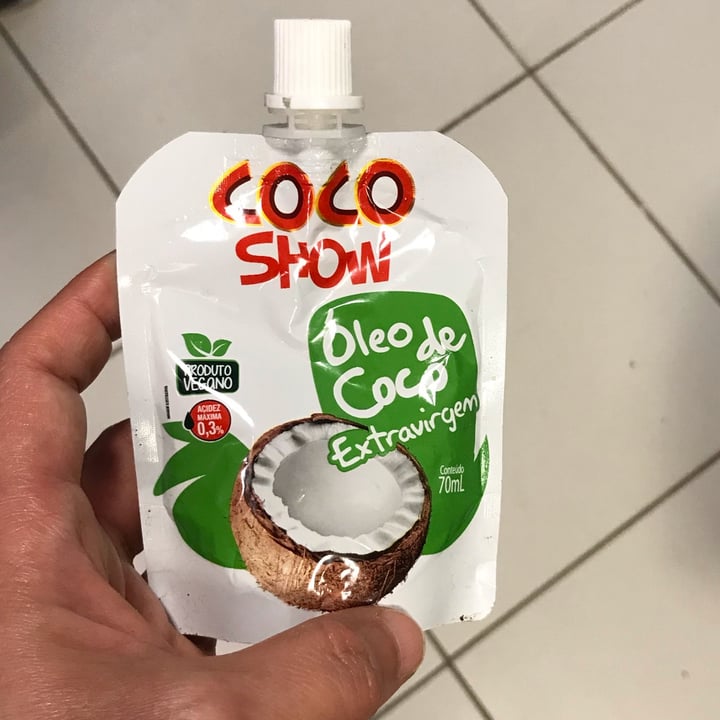 COCO
SHOW
Óleo de
Coco
Extravirgem
PRODUTO
VEGANO
ACIDEZ
MÁXIMA
0,3%
Conteúdo
70mL